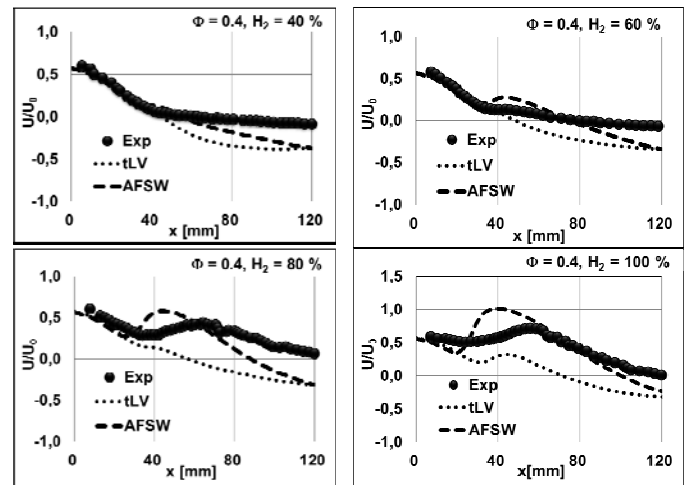 Φ = 0.4, H₂ = 40 %
1,0
0,5
0,0
-0,5
-1,0
U/U₀
Exp
tLV
AFSW
0 40 80 120
x [mm]
Φ = 0.4, H₂ = 60 %
1,0
0,5
0,0
-0,5
-1,0
U/U₀
Exp
tLV
AFSW
0 40 80 120
x [mm]
Φ = 0.4, H₂ = 80 %
1,0
0,5
0,0
-0,5
-1,0
U/U₀
Exp
tLV
AFSW
0 40 80 120
x [mm]
Φ = 0.4, H₂ = 100 %
1,5
1,0
0,5
0,0
-0,5
-1,0
U/U₀
Exp
tLV
AFSW
0 40 80 120
x[mm]